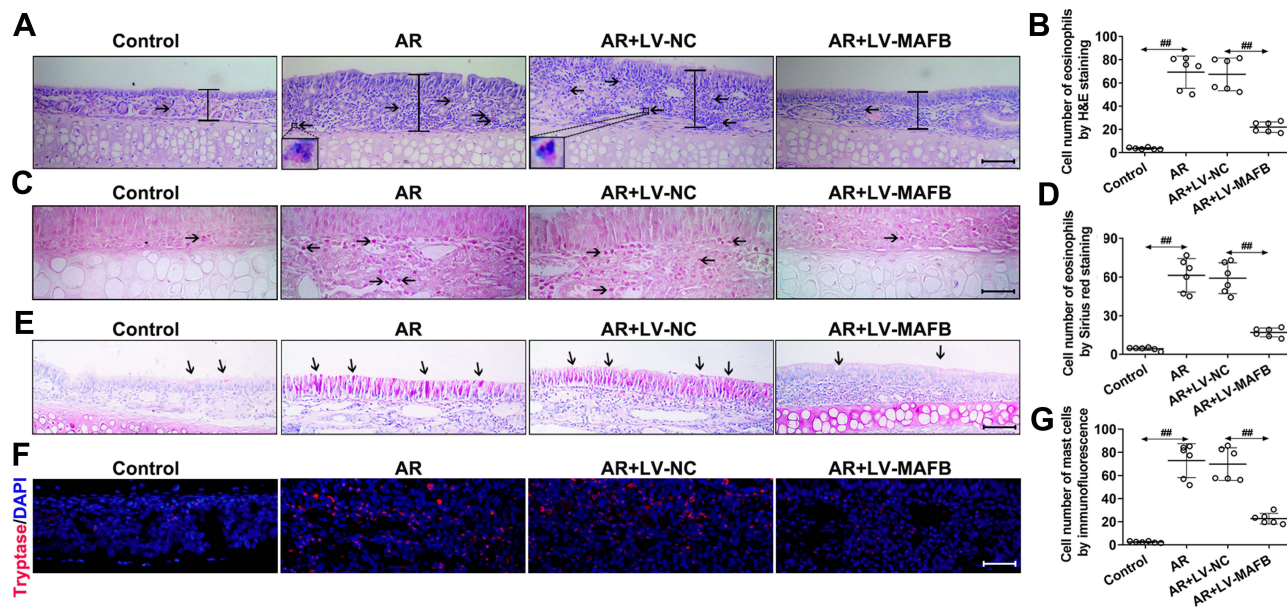 A
Control
AR
AR+LV-NC
AR+LV-MAFB
B
Cell number of eosinophils
by H&E staining
100
80
60
40
20
0
##
##
Control
AR
AR+LV-NC
AR+LV-MAFB
C
Control
AR
AR+LV-NC
AR+LV-MAFB
D
Cell number of eosinophils
by Sirius red staining
90
60
30
0
##
##
Control
AR
AR+LV-NC
AR+LV-MAFB
E
Control
AR
AR+LV-NC
AR+LV-MAFB
F
Control
AR
AR+LV-NC
AR+LV-MAFB
Tryptase/DAPI
G
Cell number of mast cells
by immunofluorescence
100
80
60
40
20
0
##
##
Control
AR
AR+LV-NC
AR+LV-MAFB